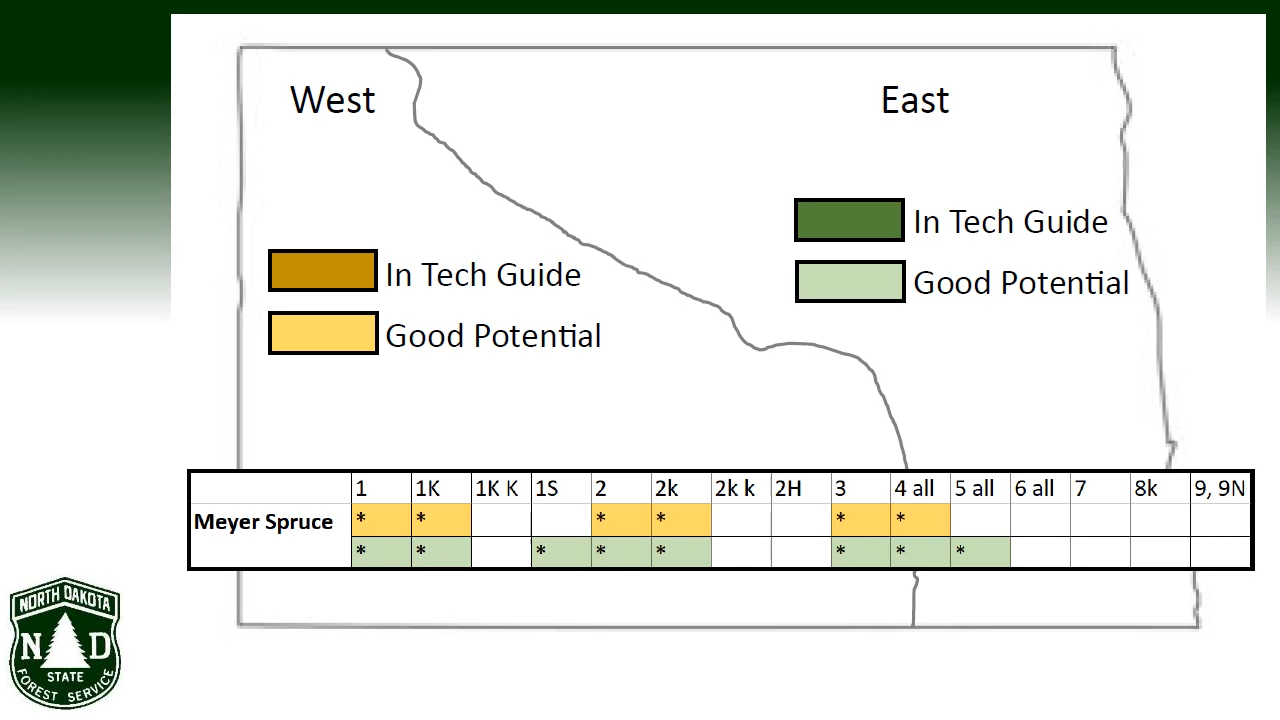 West
East
In Tech Guide
Good Potential
In Tech Guide
Good Potential
1 1K 1K K 1S 2 2k 2k k 2H 3 4 all 5 all 6 all 7 8k 9, 9N
Meyer Spruce * * * * * *
* * * * * * * *
NORTH DAKOTA
N D
STATE
FOREST SERVICE